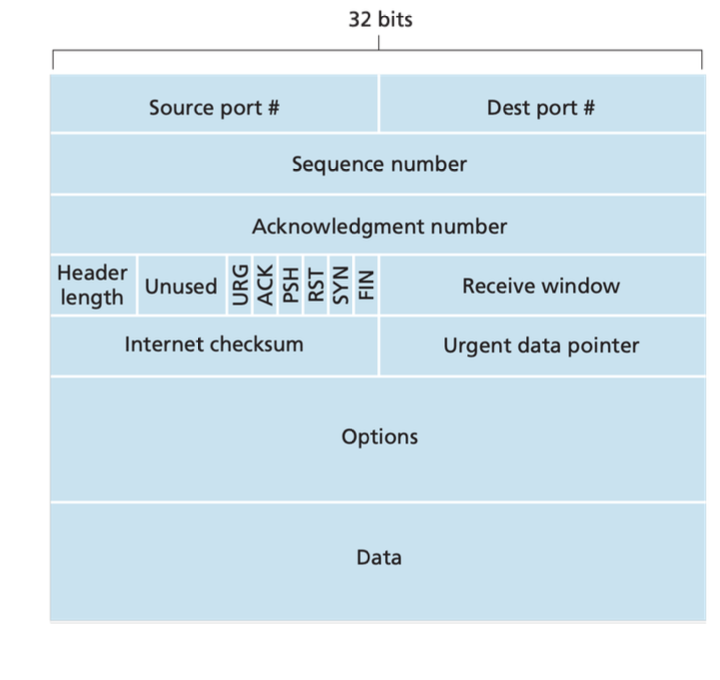 32 bits
Source port #
Dest port #
Sequence number
Acknowledgment number
Header
length
Unused
URG
ACK
PSH
RST
SYN
FIN
Receive window
Internet checksum
Urgent data pointer
Options
Data